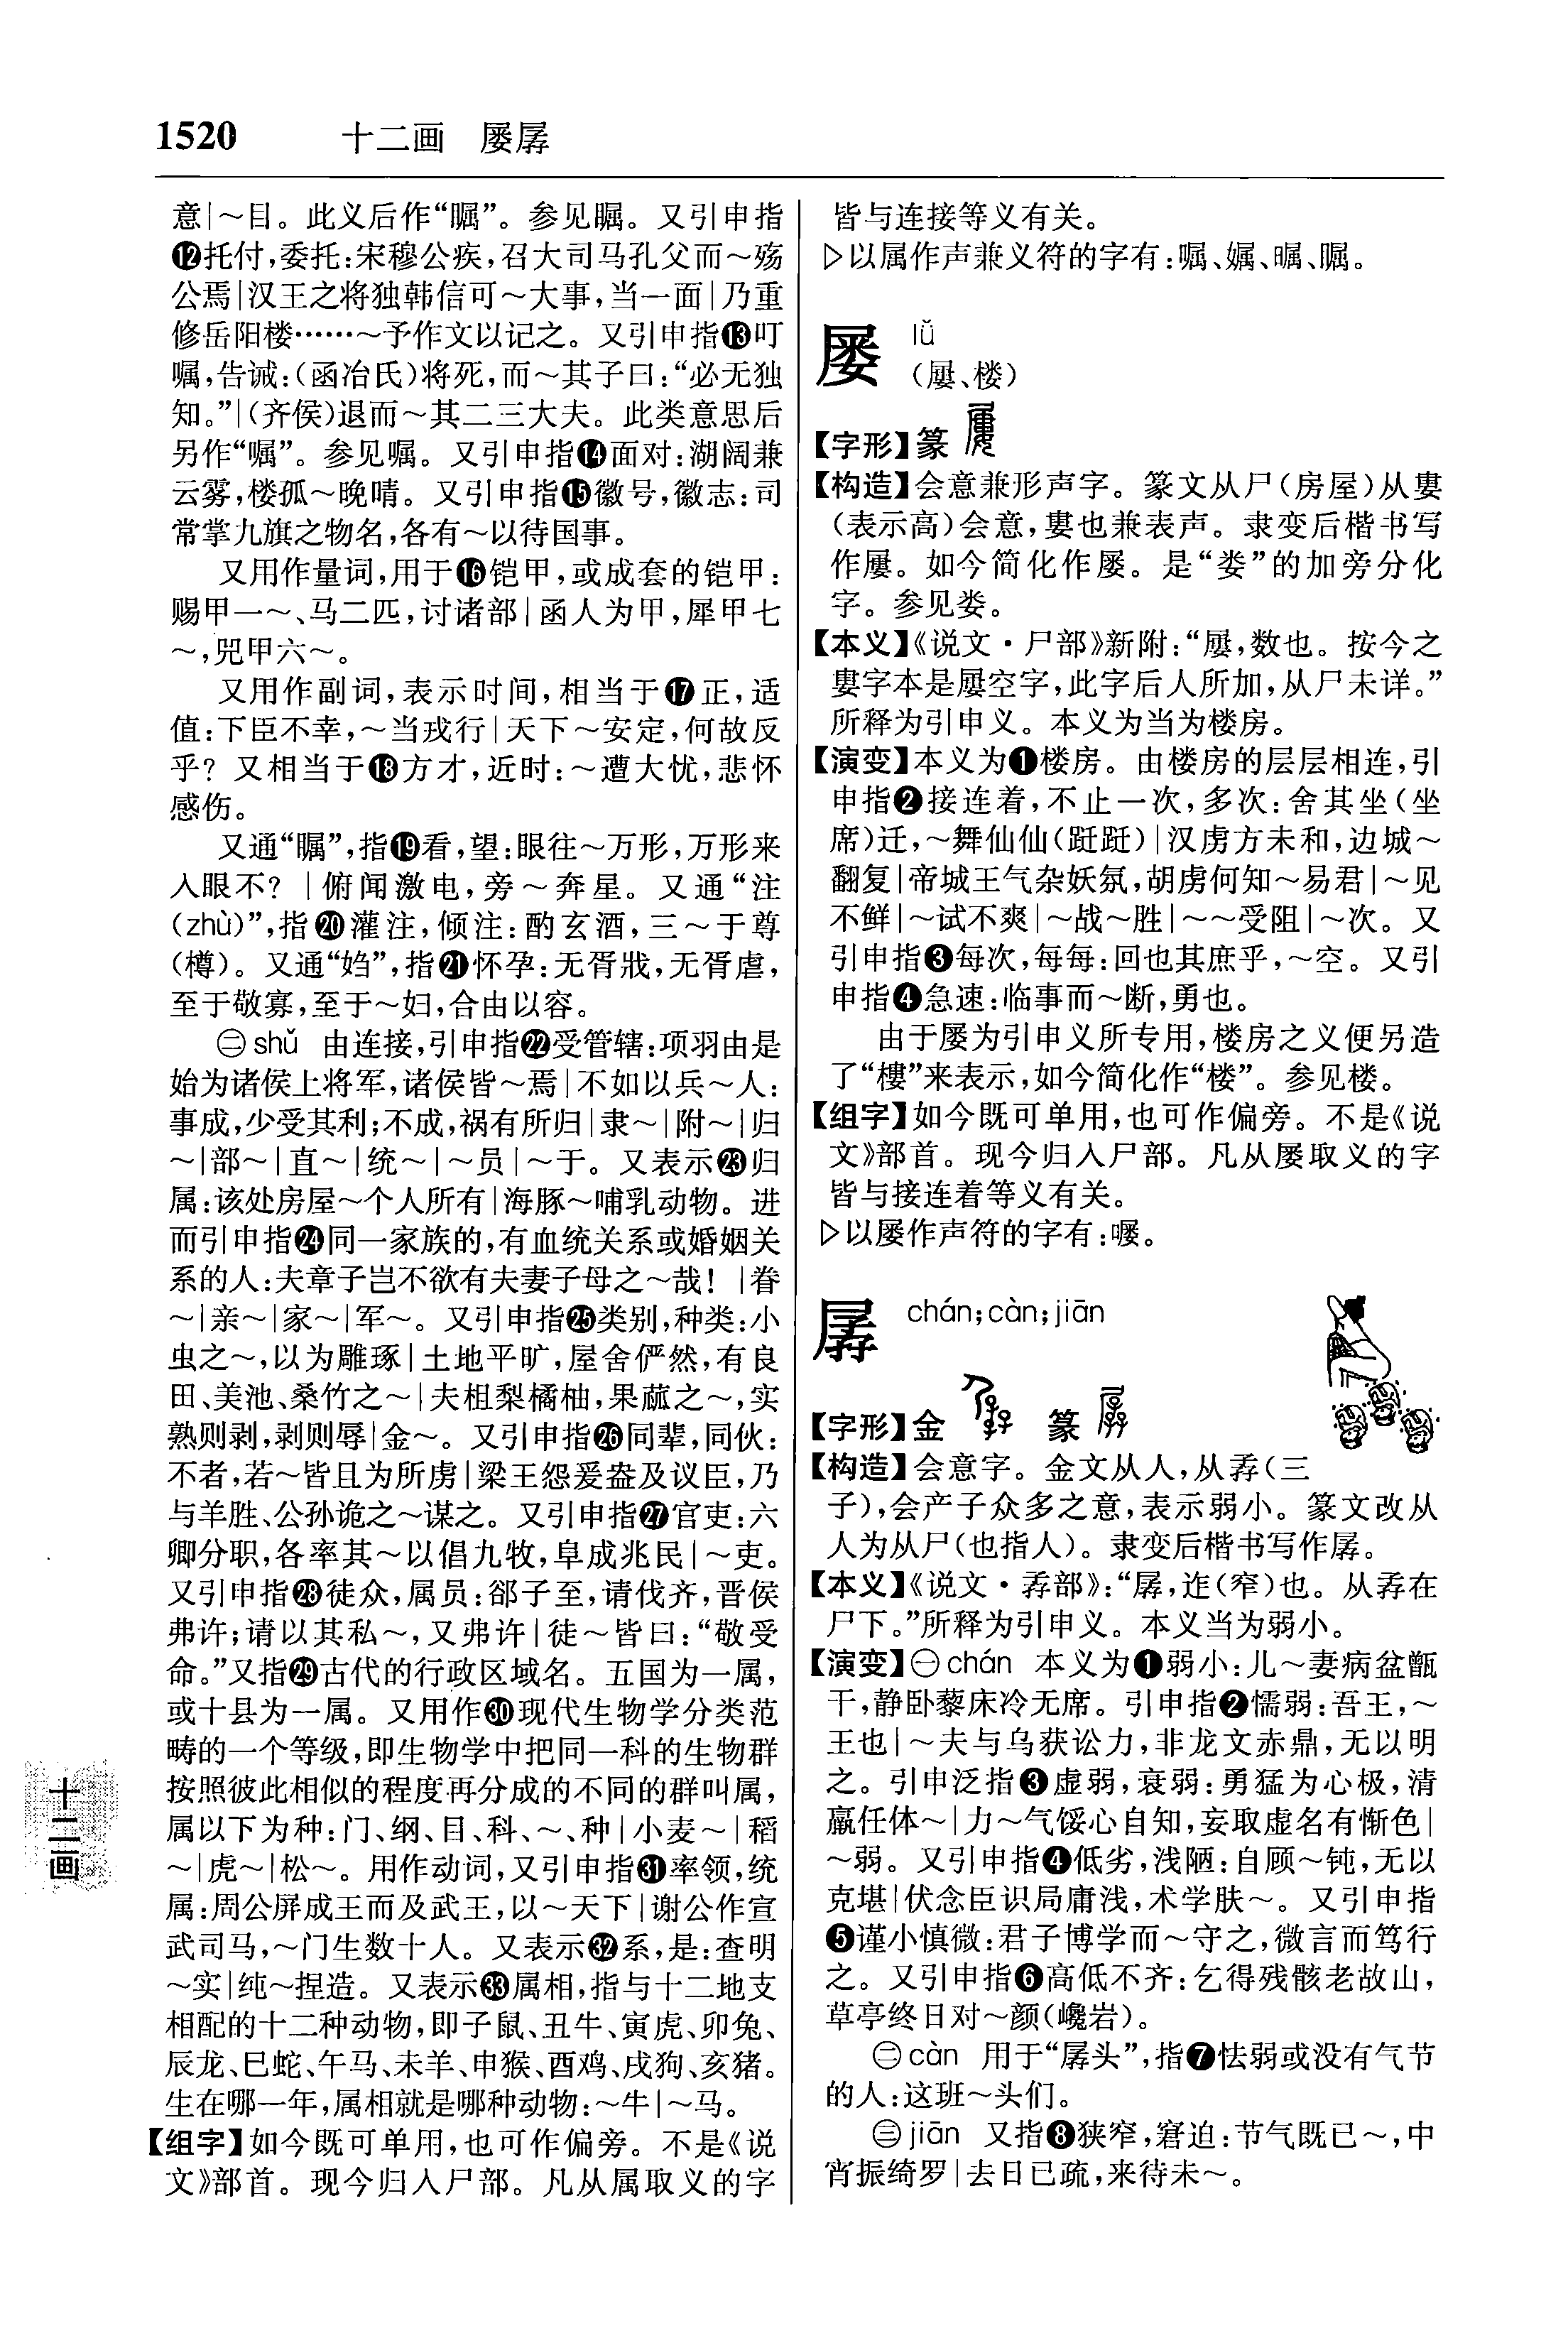 1520 十二画 屡孱
意|～目。此义后作“瞩”。参见瞩。又引申指
⓬托付,委托:宋穆公疾,召大司马孔父而～殇
公焉|汉王之将独韩信可～大事,当一面|乃重
修岳阳楼……～予作文以记之。又引申指⓭叮
嘱,告诫:(函冶氏)将死,而～其子曰:“必无独
知。”|(齐侯)退而～其二三大夫。此类意思后
另作“嘱”。参见嘱。又引申指⓮面对:湖阔兼
云雾,楼孤～晚晴。又引申指⓯徽号,徽志:司
常掌九旗之物名,各有～以待国事。
又用作量词,用于⓰铠甲,或成套的铠甲:
赐甲一～、马二匹,讨诸部|函人为甲,犀甲七
～,兕甲六～。
又用作副词,表示时间,相当于⓱正,适
值:下臣不幸,～当戎行|天下～安定,何故反
乎?又相当于⓲方才,近时:～遭大忧,悲怀
感伤。
又通“瞩”,指⓳看,望:眼往～万形,万形来
入眼不?|俯闻激电,旁～奔星。又通“注
(zhù)”,指⓴灌注,倾注:酌玄酒,三～于尊
(樽)。又通“㛀”,指㉑怀孕:无胥戕,无胥虐,
至于敬寡,至于～妇,合由以容。
㊁shǔ 由连接,引申指㉒受管辖:项羽由是
始为诸侯上将军,诸侯皆～焉|不如以兵～人:
事成,少受其利;不成,祸有所归|隶～|附～|归
～|部～|直～|统～|～员|～于。又表示㉓归
属:该处房屋～个人所有|海豚～哺乳动物。进
而引申指㉔同一家族的,有血统关系或婚姻关
系的人:夫章子岂不欲有夫妻子母之～哉!|眷
～|亲～|家～|军～。又引申指㉕类别,种类:小
虫之～,以为雕琢|土地平旷,屋舍俨然,有良
田、美池、桑竹之～|夫柤梨橘柚,果蓏之～,实
熟则剥,剥则辱|金～。又引申指㉖同辈,同伙:
不者,若～皆且为所虏|梁王怨爰盎及议臣,乃
与羊胜、公孙诡之～谋之。又引申指㉗官吏:六
卿分职,各率其～以倡九牧,阜成兆民|～吏。
又引申指㉘徒众,属员:郤子至,请伐齐,晋侯
弗许;请以其私～,又弗许|徒～皆曰:“敬受
命。”又指㉙古代的行政区域名。五国为一属,
或十县为一属。又用作㉚现代生物学分类范
畴的一个等级,即生物学中把同一科的生物群
按照彼此相似的程度再分成的不同的群叫属,
属以下为种:门、纲、目、科、～、种|小麦～|稻
～|虎～|松～。用作动词,又引申指㉛率领,统
属:周公屏成王而及武王,以～天下|谢公作宣
武司马,～门生数十人。又表示㉜系,是:查明
～实|纯～捏造。又表示㉝属相,指与十二地支
相配的十二种动物,即子鼠、丑牛、寅虎、卯兔、
辰龙、巳蛇、午马、未羊、申猴、酉鸡、戌狗、亥猪。
生在哪一年,属相就是哪种动物:～牛|～马。
【组字】如今既可单用,也可作偏旁。不是《说
文》部首。现今归入尸部。凡从属取义的字
皆与连接等义有关。
▷以属作声兼义符的字有:嘱、孎、曯、瞩。
屡 lǚ
(屢、楼)
【字形】篆
【构造】会意兼形声字。篆文从尸(房屋)从婁
(表示高)会意,婁也兼表声。隶变后楷书写
作屢。如今简化作屡。是“娄”的加旁分化
字。参见娄。
【本义】《说文·尸部》新附:“屢,数也。按今之
婁字本是屢空字,此字后人所加,从尸未详。”
所释为引申义。本义为当为楼房。
【演变】本义为❶楼房。由楼房的层层相连,引
申指❷接连着,不止一次,多次:舍其坐(坐
席)迁,～舞仙仙(跹跹)|汉虏方未和,边城～
翻复|帝城王气杂妖氛,胡虏何知～易君|～见
不鲜|～试不爽|～战～胜|～～受阻|～次。又
引申指❸每次,每每:回也其庶乎,～空。又引
申指❹急速:临事而～断,勇也。
由于屡为引申义所专用,楼房之义便另造
了“樓”来表示,如今简化作“楼”。参见楼。
【组字】如今既可单用,也可作偏旁。不是《说
文》部首。现今归入尸部。凡从屡取义的字
皆与接连着等义有关。
▷以屡作声符的字有:㗚。
孱 chán;càn;jiān
【字形】金 篆
【构造】会意字。金文从人,从孨(三
子),会产子众多之意,表示弱小。篆文改从
人为从尸(也指人)。隶变后楷书写作孱。
【本义】《说文·孨部》:“孱,迮(窄)也。从孨在
尸下。”所释为引申义。本义当为弱小。
【演变】㊀chán 本义为❶弱小:儿～妻病盆甑
干,静卧藜床冷无席。引申指❷懦弱:吾王,～
王也|～夫与乌获讼力,非龙文赤鼎,无以明
之。引申泛指❸虚弱,衰弱:勇猛为心极,清
羸任体～|力～气馁心自知,妄取虚名有惭色|
～弱。又引申指❹低劣,浅陋:自顾～钝,无以
克堪|伏念臣识局庸浅,术学肤～。又引申指
❺谨小慎微:君子博学而～守之,微言而笃行
之。又引申指❻高低不齐:乞得残骸老故山,
草亭终日对～颜(巉岩)。
㊁càn 用于“孱头”,指❼怯弱或没有气节
的人:这班～头们。
㊂jiān 又指❽狭窄,窘迫:节气既已～,中
宵振绮罗|去日已疏,来待未～。
十二画